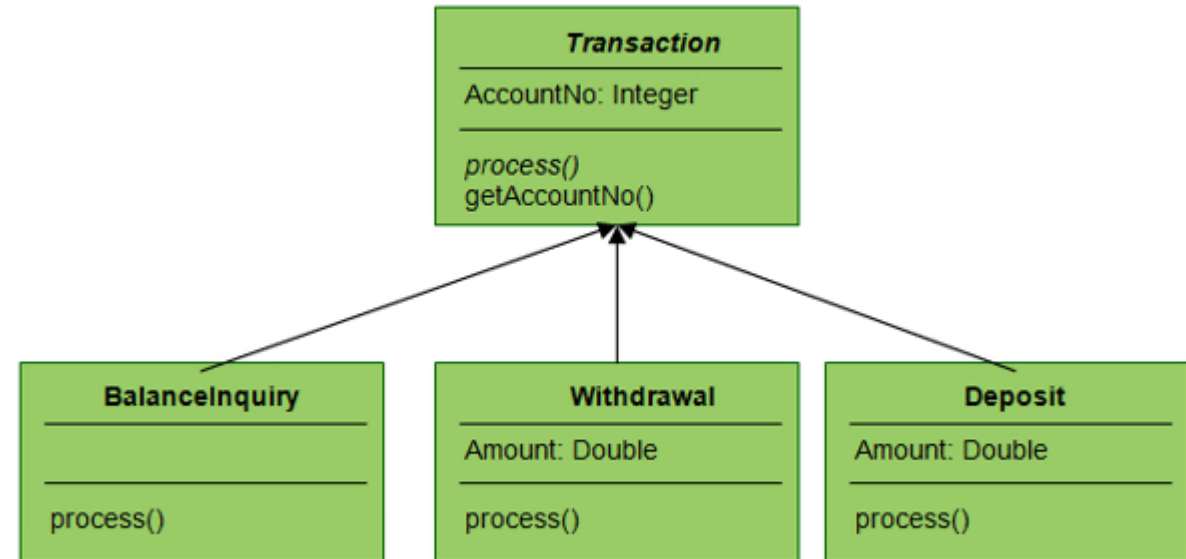 Transaction
AccountNo: Integer
process()
getAccountNo()
BalanceInquiry
process()
Withdrawal
Amount: Double
process()
Deposit
Amount: Double
process()